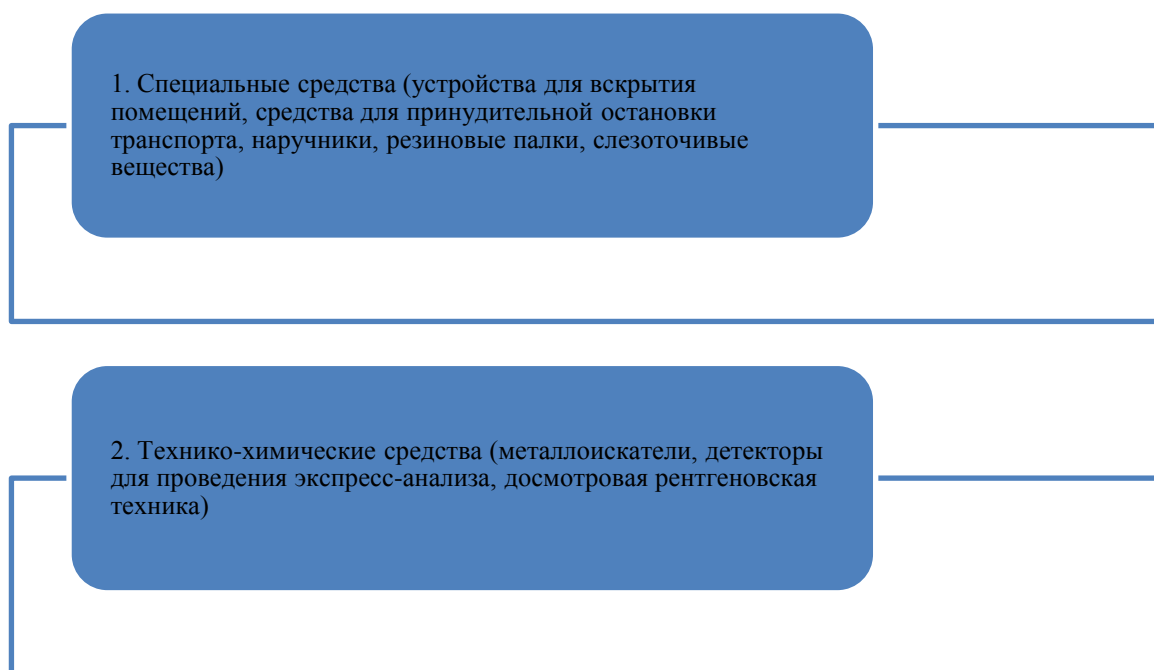 1. Специальные средства (устройства для вскрытия
помещений, средства для принудительной остановки
транспорта, наручники, резиновые палки, слезоточивые
вещества)
2. Технико-химические средства (металлоискатели, детекторы
для проведения экспресс-анализа, досмотровая рентгеновская
техника)